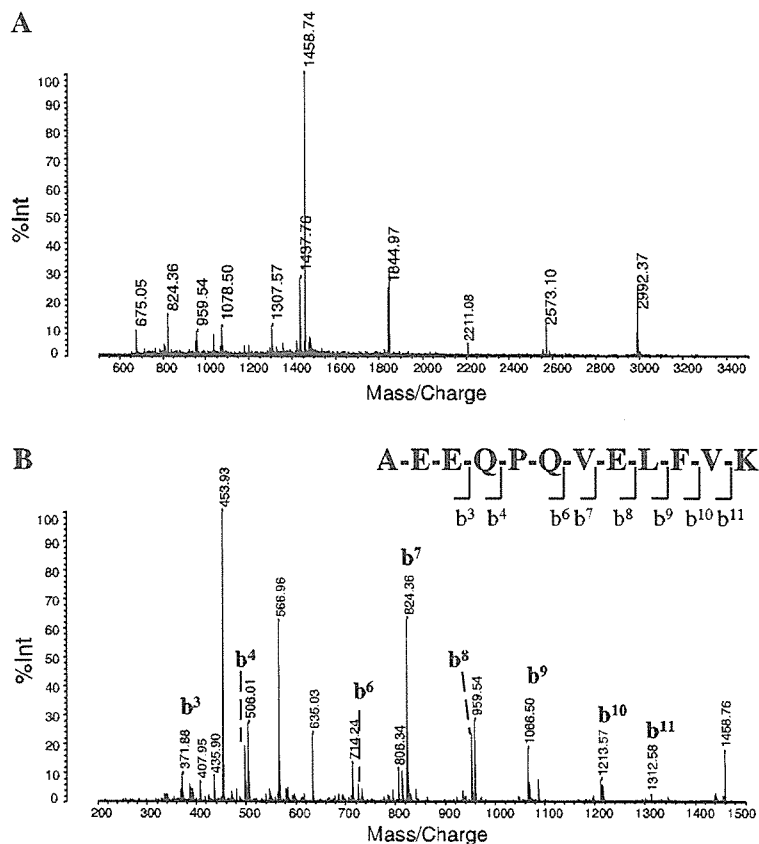 A
1458.74
1437.76
1844.97
2992.37
2573.10
2211.08
1307.57
1078.50
959.54
824.36
675.05
%Int
100
90
80
70
60
50
40
30
20
10
0
600 800 1000 1200 1400 1600 1800 2000 2200 2400 2600 2800 3000 3200 3400
Mass/Charge
B
A-E-E-Q-P-Q-V-E-L-F-V-K
b3 b4 b6 b7 b8 b9 b10 b11
453.93
566.96
b7
824.36
b4
506.01
b3
371.88
407.95
435.90
635.03
b6
714.24
808.34
b8
959.54
b9
1066.50
b10
1213.57
b11
1312.58
1458.76
%Int
100
90
80
70
60
50
40
30
20
10
0
200 300 400 500 600 700 800 900 1000 1100 1200 1300 1400 1500
Mass/Charge